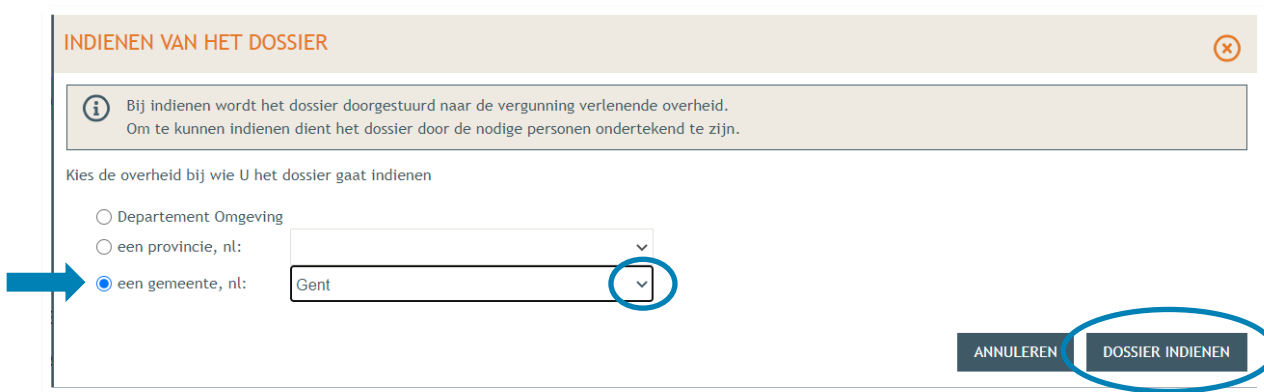 INDIENEN VAN HET DOSSIER
Bij indienen wordt het dossier doorgestuurd naar de vergunning verlenende overheid.
Om te kunnen indienen dient het dossier door de nodige personen ondertekend te zijn.
Kies de overheid bij wie U het dossier gaat indienen
Departement Omgeving
een provincie, nl:
een gemeente, nl: Gent
ANNULEREN DOSSIER INDIENEN